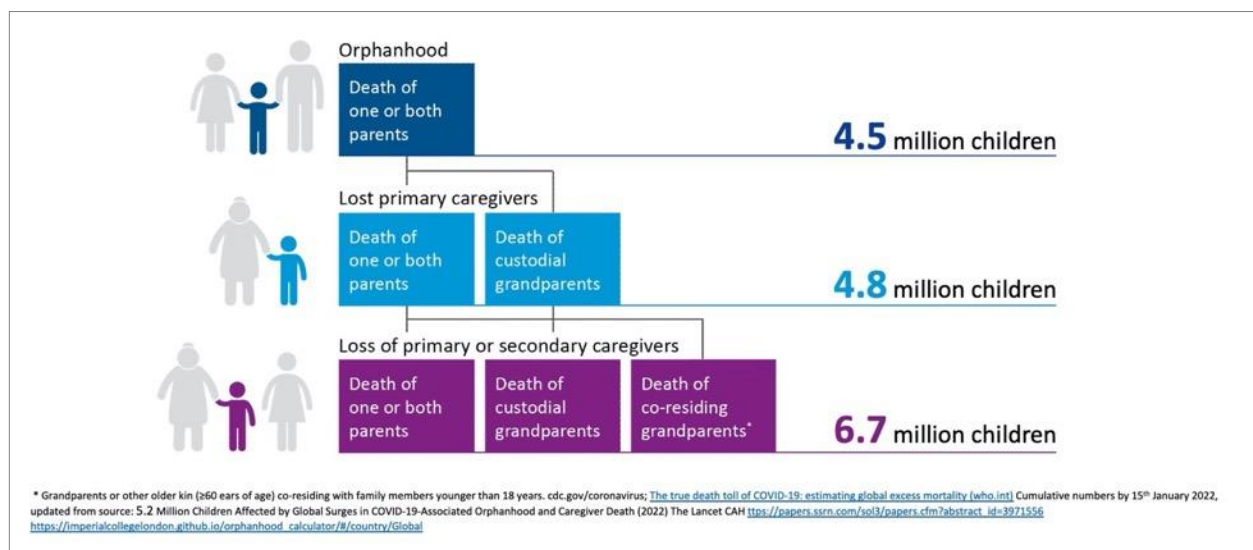 Orphanhood
Death of
one or both
parents
4.5 million children
Lost primary caregivers
Death of
one or both
parents
Death of
custodial
grandparents
4.8 million children
Loss of primary or secondary caregivers
Death of
one or both
parents
Death of
custodial
grandparents
Death of
co-residing
grandparents*
6.7 million children
* Grandparents or other older kin (≥60 ears of age) co-residing with family members younger than 18 years. cdc.gov/coronavirus; The true death toll of COVID-19: estimating global excess mortality (who.int) Cumulative numbers by 15th January 2022,
updated from source: 5.2 Million Children Affected by Global Surges in COVID-19-Associated Orphanhood and Caregiver Death (2022) The Lancet CAH ttps://papers.ssrn.com/sol3/papers.cfm?abstract_id=3971556
https://imperialcollegelondon.github.io/orphanhood_calculator/#/country/Global